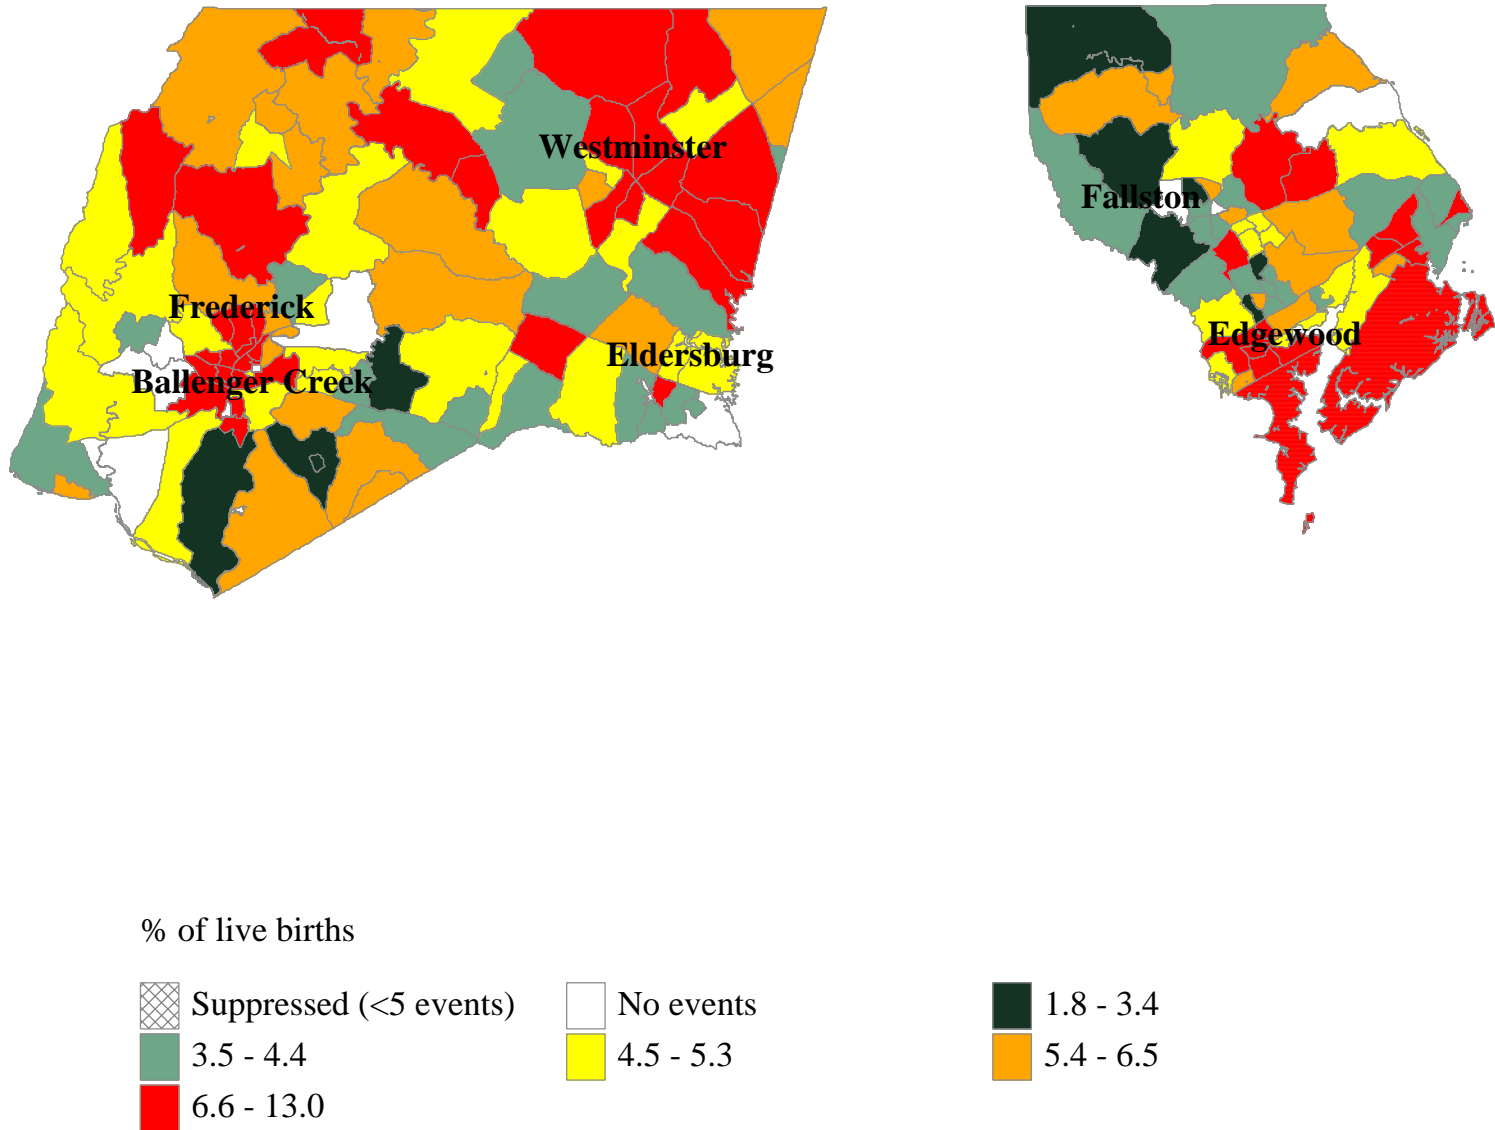 Westminster
Fallston
Frederick
Edgewood
Eldersburg
Ballenger Creek
% of live births
Suppressed (<5 events)
No events
1.8 - 3.4
3.5 - 4.4
4.5 - 5.3
5.4 - 6.5
6.6 - 13.0